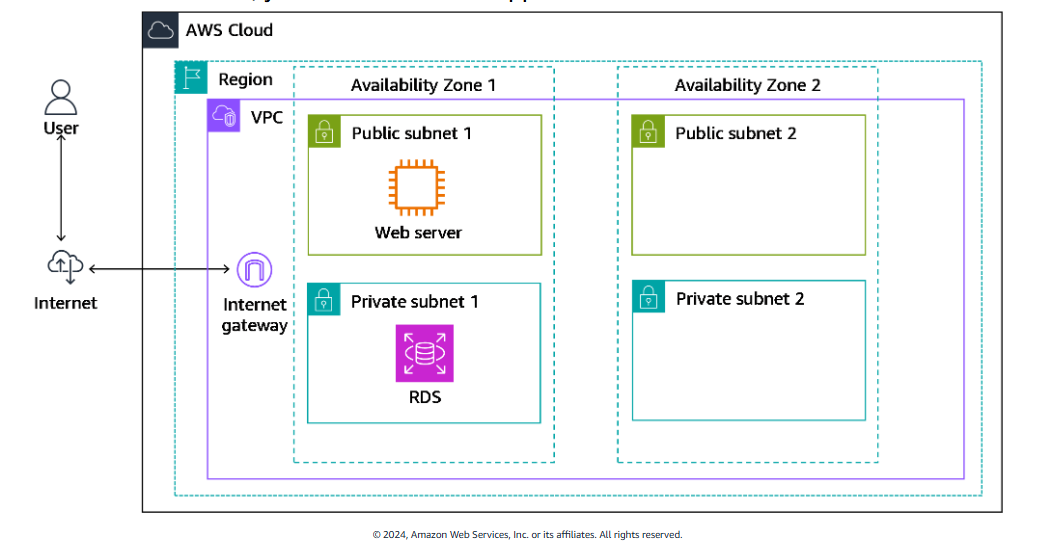 AWS Cloud
Region
Availability Zone 1
Availability Zone 2
VPC
Public subnet 1
Public subnet 2
User
Web server
Internet
Internet
gateway
Private subnet 1
Private subnet 2
RDS
© 2024, Amazon Web Services, Inc. or its affiliates. All rights reserved.